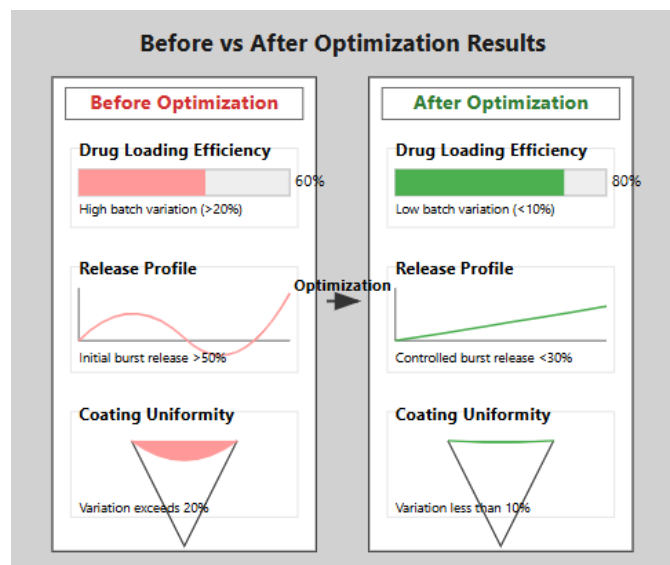 Before vs After Optimization Results
Before Optimization
Drug Loading Efficiency
60%
High batch variation (>20%)
Release Profile
Initial burst release >50%
Coating Uniformity
Variation exceeds 20%
Optimization
After Optimization
Drug Loading Efficiency
80%
Low batch variation (<10%)
Release Profile
Controlled burst release <30%
Coating Uniformity
Variation less than 10%